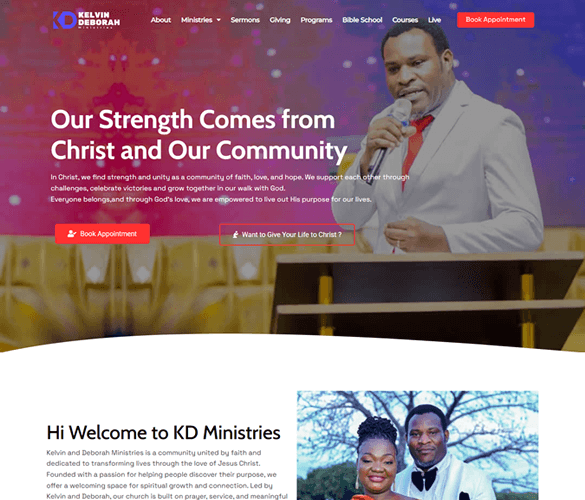 KELVIN
DEBORAH
Ministries
About Ministries Sermons Giving Programs Bible School Courses Live Book Appointment
Our Strength Comes from
Christ and Our Community
In Christ, we find strength and unity as a community of faith, love, and hope. We support each other through
challenges, celebrate victories and grow together in our walk with God.
Everyone belongs,and through God's love, we are empowered to live out His purpose for our lives.
Book Appointment Want to Give Your Life to Christ ?
Hi Welcome to KD Ministries
Kelvin and Deborah Ministries is a community united by faith and
dedicated to transforming lives through the love of Jesus Christ.
Founded with a passion for helping people discover their purpose, we
offer a welcoming space for spiritual growth and connection. Led by
Kelvin and Deborah, our church is built on prayer, service, and meaningful